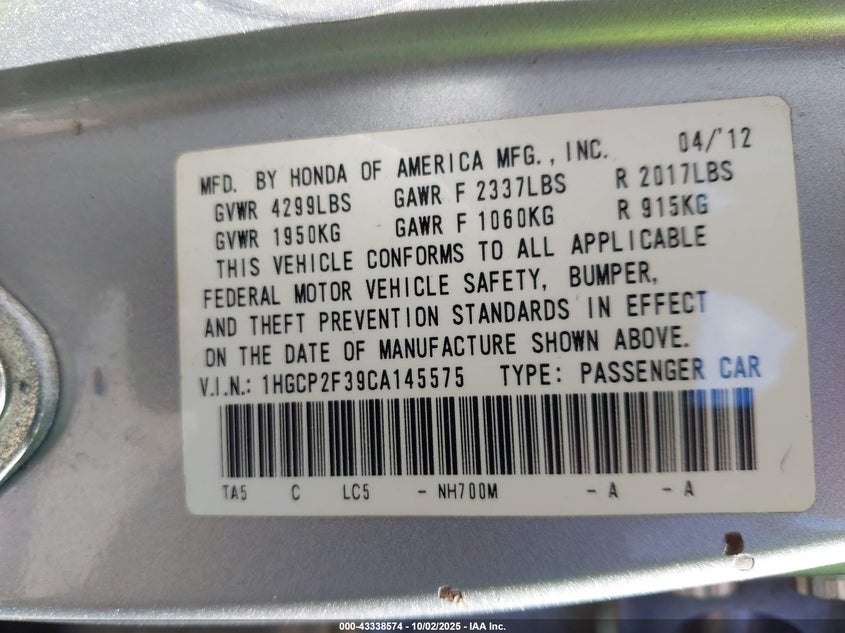 MFD. BY HONDA OF AMERICA MFG., INC. 04/'12
GVWR 4299LBS GAWR F 2337LBS R 2017LBS
GVWR 1950KG GAWR F 1060KG R 915KG
THIS VEHICLE CONFORMS TO ALL APPLICABLE
FEDERAL MOTOR VEHICLE SAFETY, BUMPER,
AND THEFT PREVENTION STANDARDS IN EFFECT
ON THE DATE OF MANUFACTURE SHOWN ABOVE.
V.I.N.: 1HGCP2F39CA145575 TYPE: PASSENGER CAR
TA5 C LC5 - NH700M - A - A
000-43338574 - 10/02/2025 - IAA Inc.